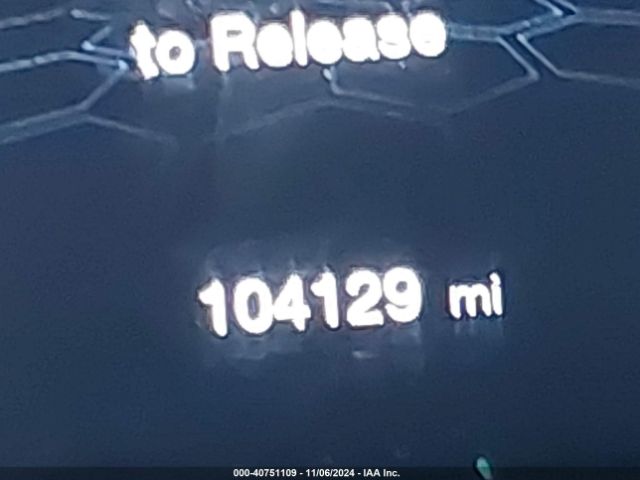 to Release
104129 mi
000-40751109 - 11/06/2024 - IAA Inc.